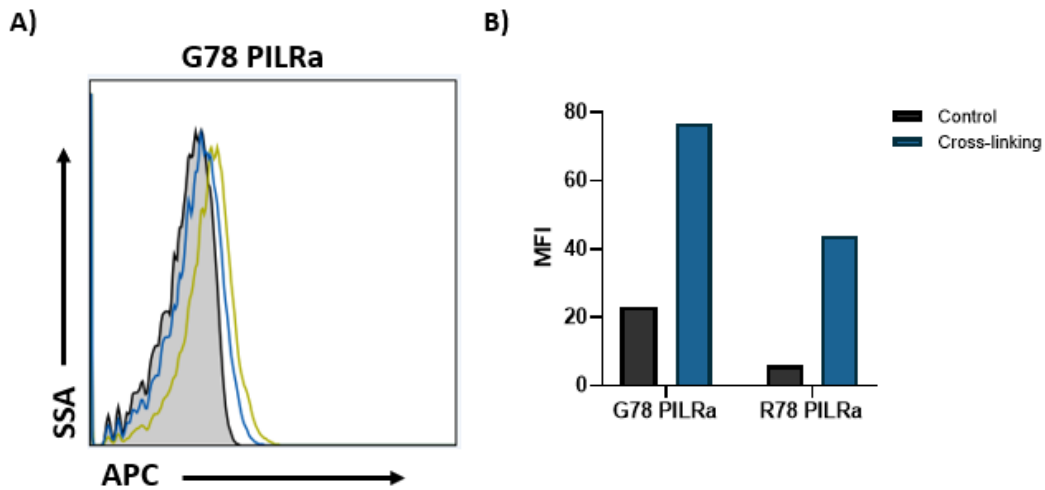 A)
G78 PILRa
SSA
APC
B)
80
60
40
20
0
MFI
G78 PILRa
R78 PILRa
Control
Cross-linking